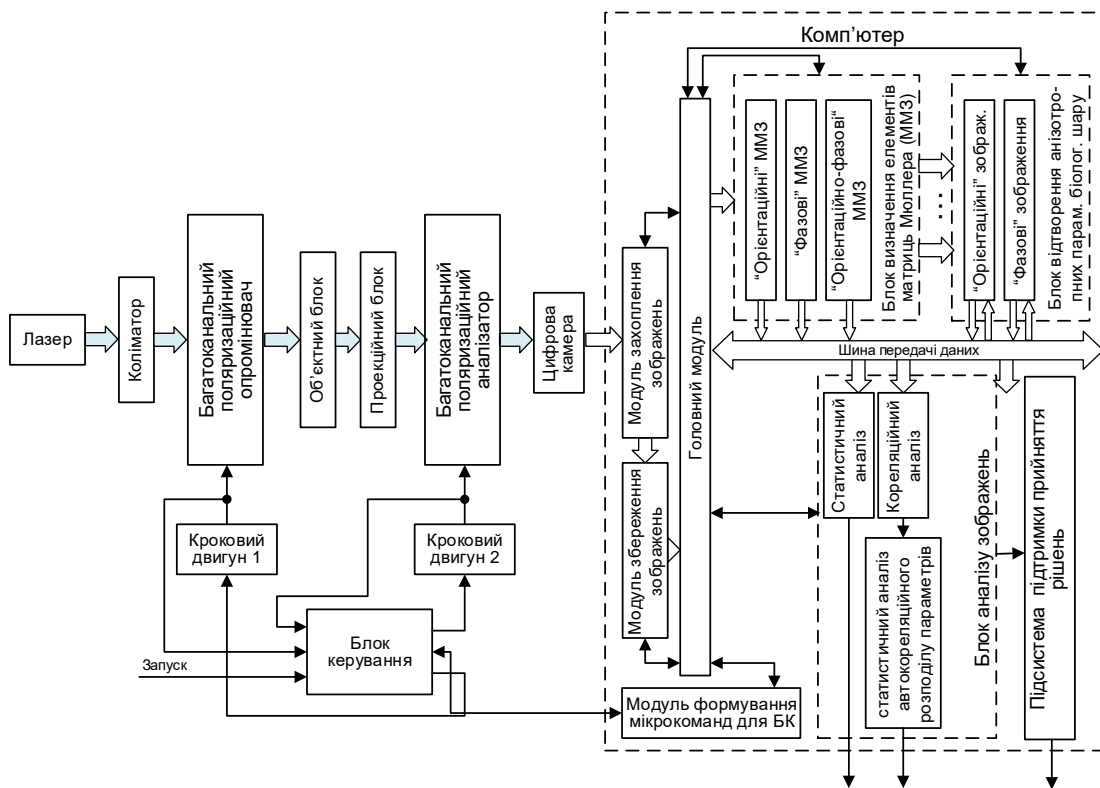 Комп’ютер
Лазер
Коліматор
Багатоканальний
поляризаційний
опромінювач
Об’єктний блок
Проекційний блок
Багатоканальний
поляризаційний
аналізатор
Цифрова
камера
Кроковий
двигун 1
Кроковий
двигун 2
Блок
керування
Запуск
Модуль захоплення
зображень
Модуль збереження
зображень
Головний модуль
Модуль формування
мікрокоманд для БК
“Орієнтаційні” ММЗ
“Фазові” ММЗ
“Орієнтаційно-фазові”
ММЗ
Блок визначення елементів
матриць Мюллера (ММЗ)
...
“Орієнтаційні” зображ.
“Фазові” зображення
Блок відтворення анізотро-
пних парам. біолог. шару
Шина передачі даних
Статистичний
аналіз
Кореляційний
аналіз
статистичний аналіз
автокореляційного
розподілу параметрів
Блок аналізу зображень
Підсистема підтримки прийняття
рішень